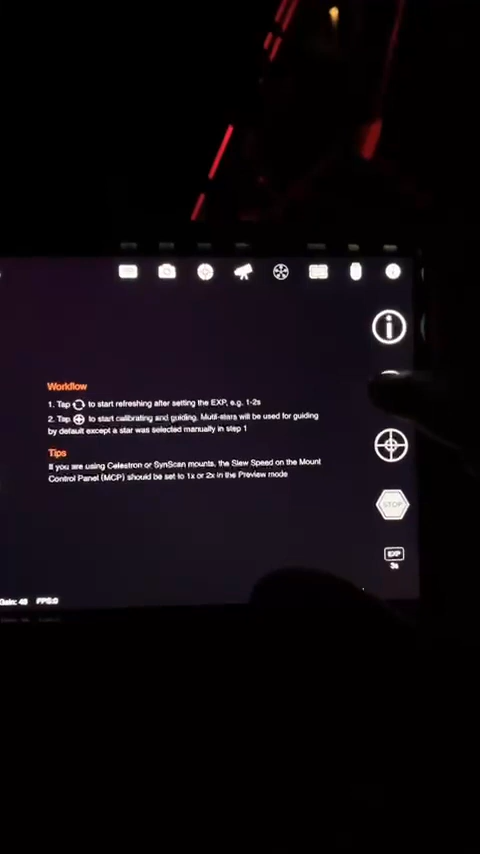 Workflow
1. Tap to start refreshing after setting the EXP, e.g. 1-2s
2. Tap to start calibrating and guiding. Mutil-stars will be used for guiding
by default except a star was selected manually in step 1
Tips
If you are using Celestron or SynScan mounts, the Slew Speed on the Mount
Control Panel (MCP) should be set to 1x or 2x in the Preview mode
STOP
EXP
3s
FPS:0